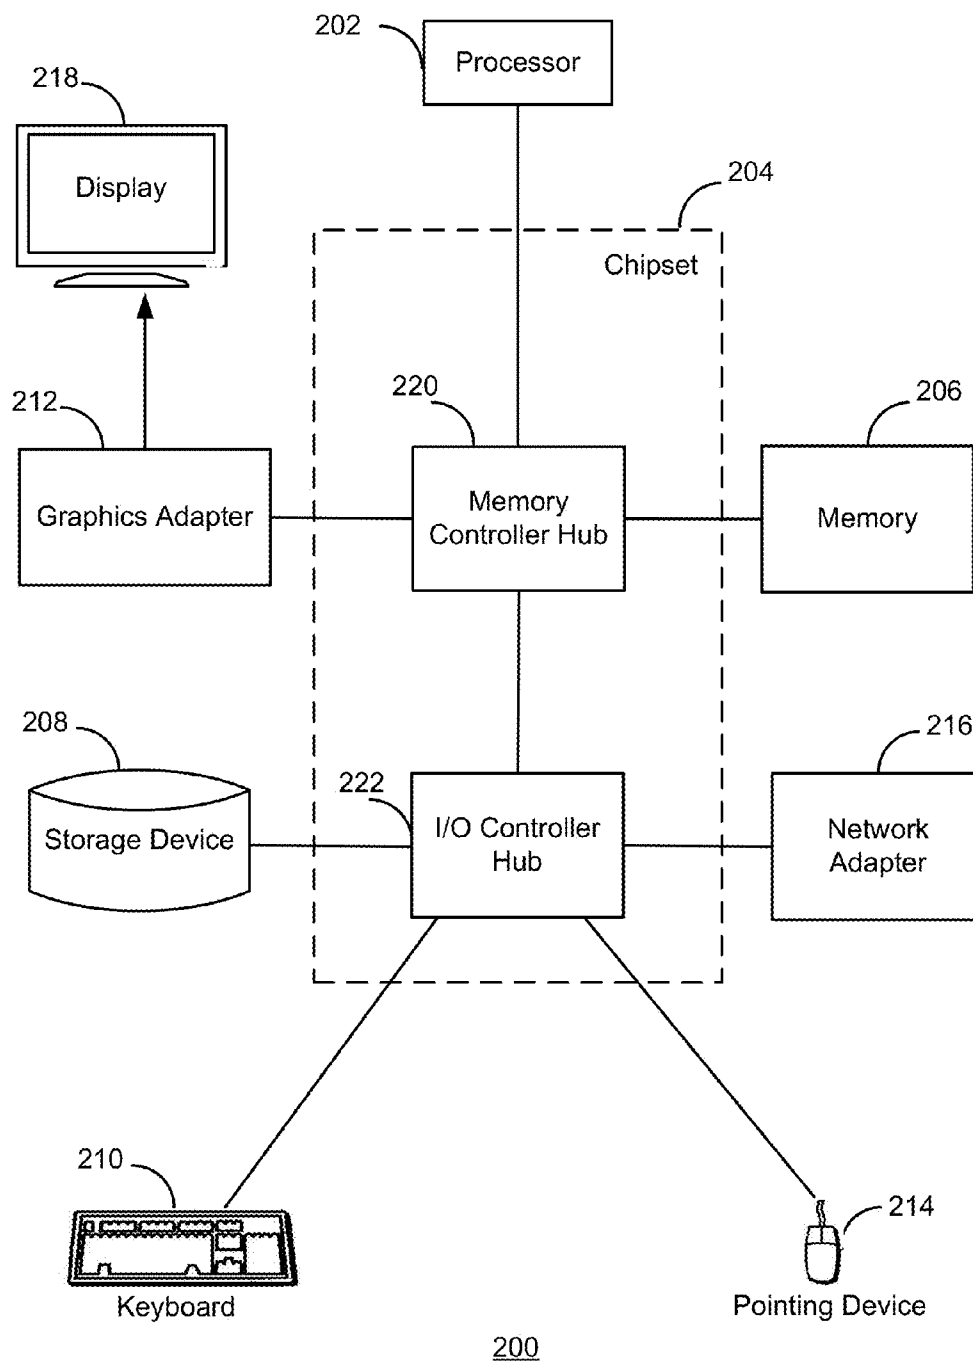 202
Processor
218
Display
204
Chipset
212
220
206
Graphics Adapter
Memory
Controller Hub
Memory
208
222
216
Storage Device
I/O Controller
Hub
Network
Adapter
210
214
Keyboard
Pointing Device
200